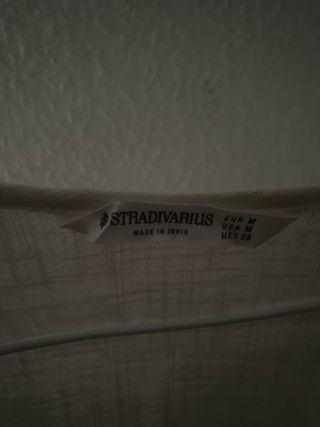 STRADIVARIUS
MADE IN INDIA
EUR M
USA M
MEX 28